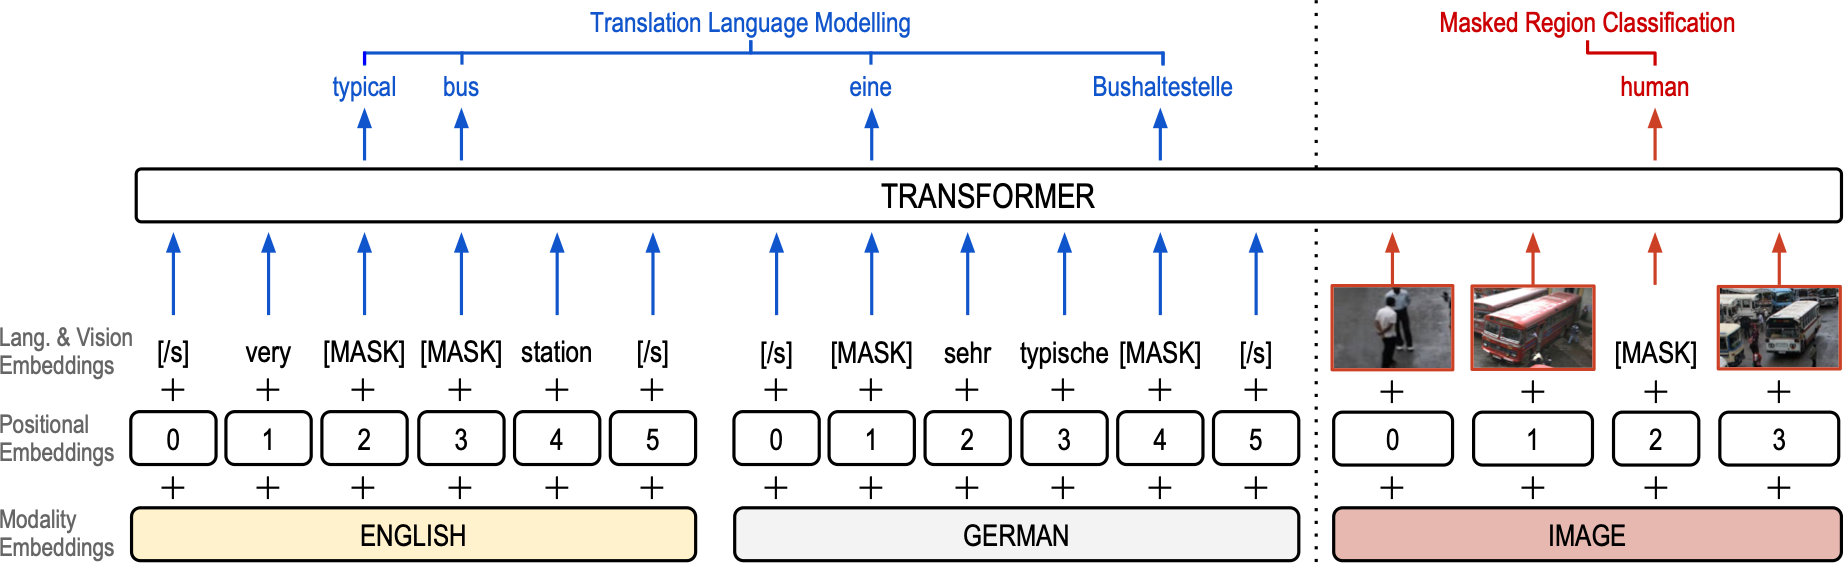 Translation Language Modelling
Masked Region Classification
typical bus eine Bushaltestelle human
TRANSFORMER
Lang. & Vision
Embeddings
[/s] very [MASK] [MASK] station [/s] [/s] [MASK] sehr typische [MASK] [/s] [MASK]
+ + + + + + + + + + + + + + + +
Positional
Embeddings
0 1 2 3 4 5 0 1 2 3 4 5 0 1 2 3
+ + + + + + + + + + + + + + + +
Modality
Embeddings
ENGLISH GERMAN IMAGE